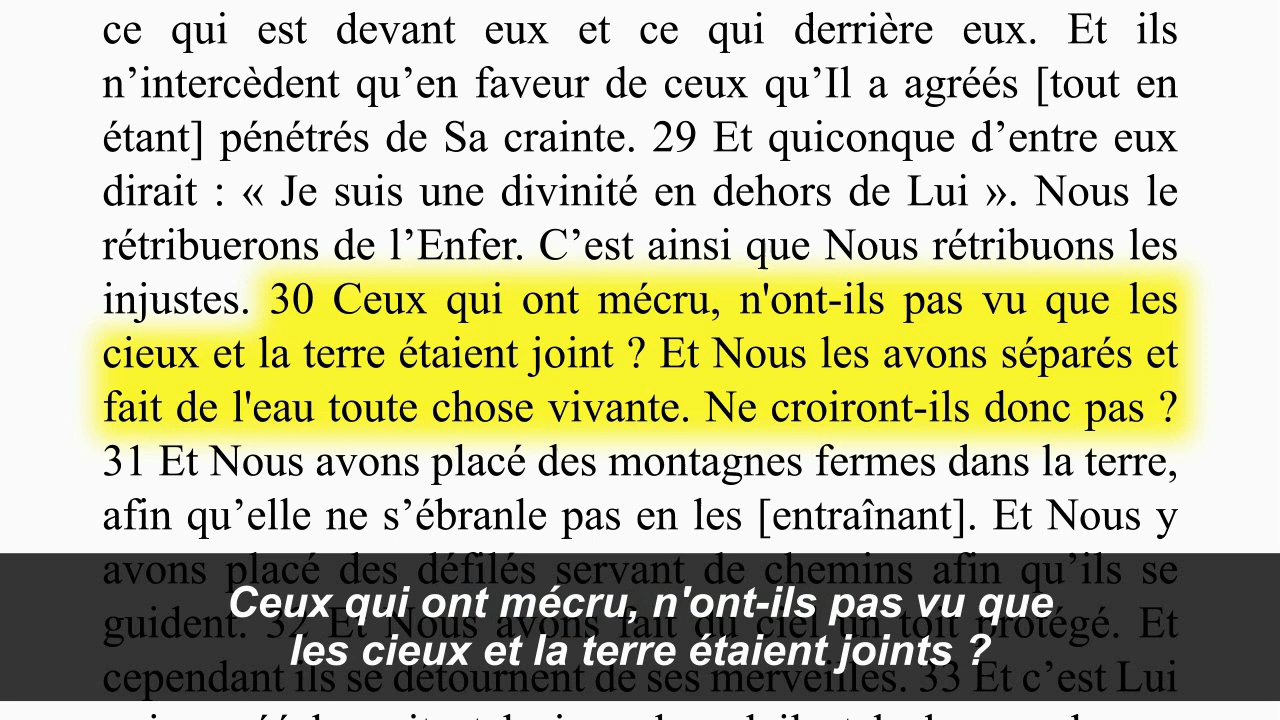 ce qui est devant eux et ce qui derrière eux. Et ils
n’intercèdent qu’en faveur de ceux qu’Il a agréés [tout en
étant] pénétrés de Sa crainte. 29 Et quiconque d’entre eux
dirait : « Je suis une divinité en dehors de Lui ». Nous le
rétribuerons de l’Enfer. C’est ainsi que Nous rétribuons les
injustes. 30 Ceux qui ont mécru, n'ont-ils pas vu que les
cieux et la terre étaient joint ? Et Nous les avons séparés et
fait de l'eau toute chose vivante. Ne croiront-ils donc pas ?
31 Et Nous avons placé des montagnes fermes dans la terre,
afin qu’elle ne s’ébranle pas en les [entraînant]. Et Nous y
avons placé des défilés servant de chemins afin qu’ils se
guident. 32 Et Nous avons fait du ciel un toit protégé. Et
cependant ils se détournent de ses merveilles. 33 Et c’est Lui
Ceux qui ont mécru, n'ont-ils pas vu que
les cieux et la terre étaient joints ?